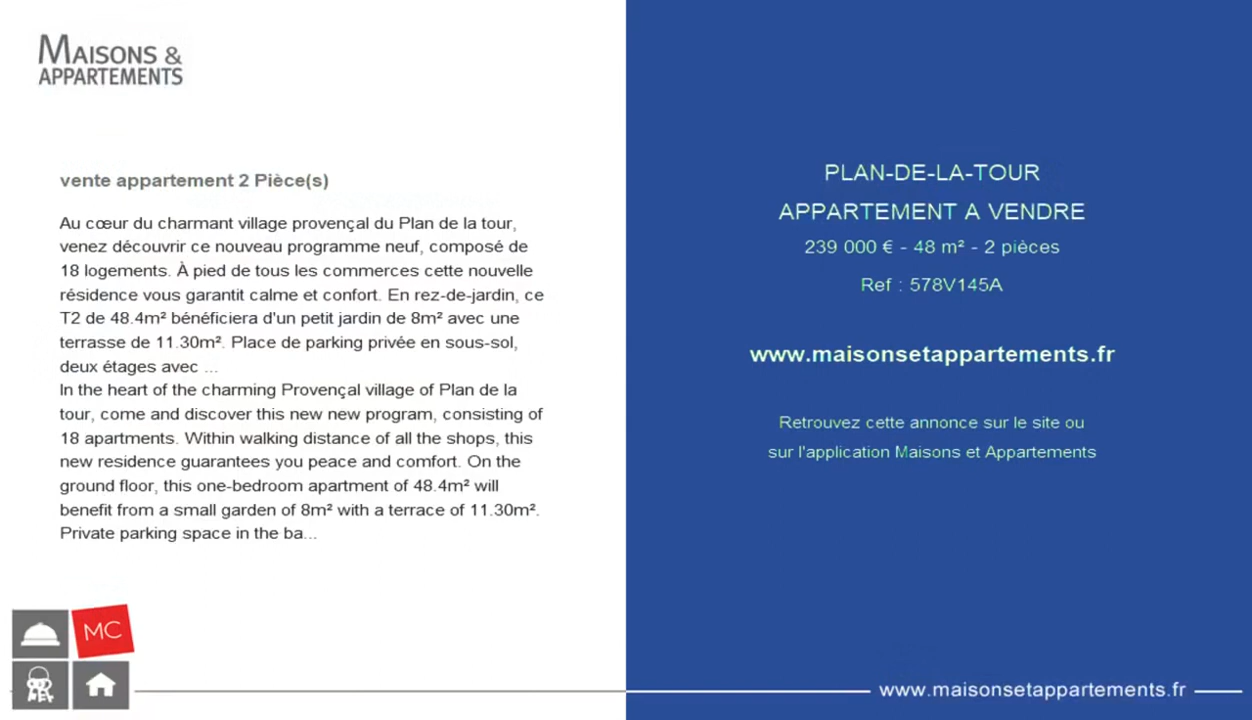 MAISONS &
APPARTEMENTS
vente appartement 2 Pièce(s)
Au cœur du charmant village provençal du Plan de la tour,
venez découvrir ce nouveau programme neuf, composé de
18 logements. À pied de tous les commerces cette nouvelle
résidence vous garantit calme et confort. En rez-de-jardin, ce
T2 de 48.4m² bénéficiera d'un petit jardin de 8m² avec une
terrasse de 11.30m². Place de parking privée en sous-sol,
deux étages avec ...
In the heart of the charming Provençal village of Plan de la
tour, come and discover this new new program, consisting of
18 apartments. Within walking distance of all the shops, this
new residence guarantees you peace and comfort. On the
ground floor, this one-bedroom apartment of 48.4m² will
benefit from a small garden of 8m² with a terrace of 11.30m².
Private parking space in the ba...
MC
PLAN-DE-LA-TOUR
APPARTEMENT A VENDRE
239 000 € - 48 m² - 2 pièces
Ref : 578V145A
www.maisonsetappartements.fr
Retrouvez cette annonce sur le site ou
sur l'application Maisons et Appartements
www.maisonsetappartements.fr